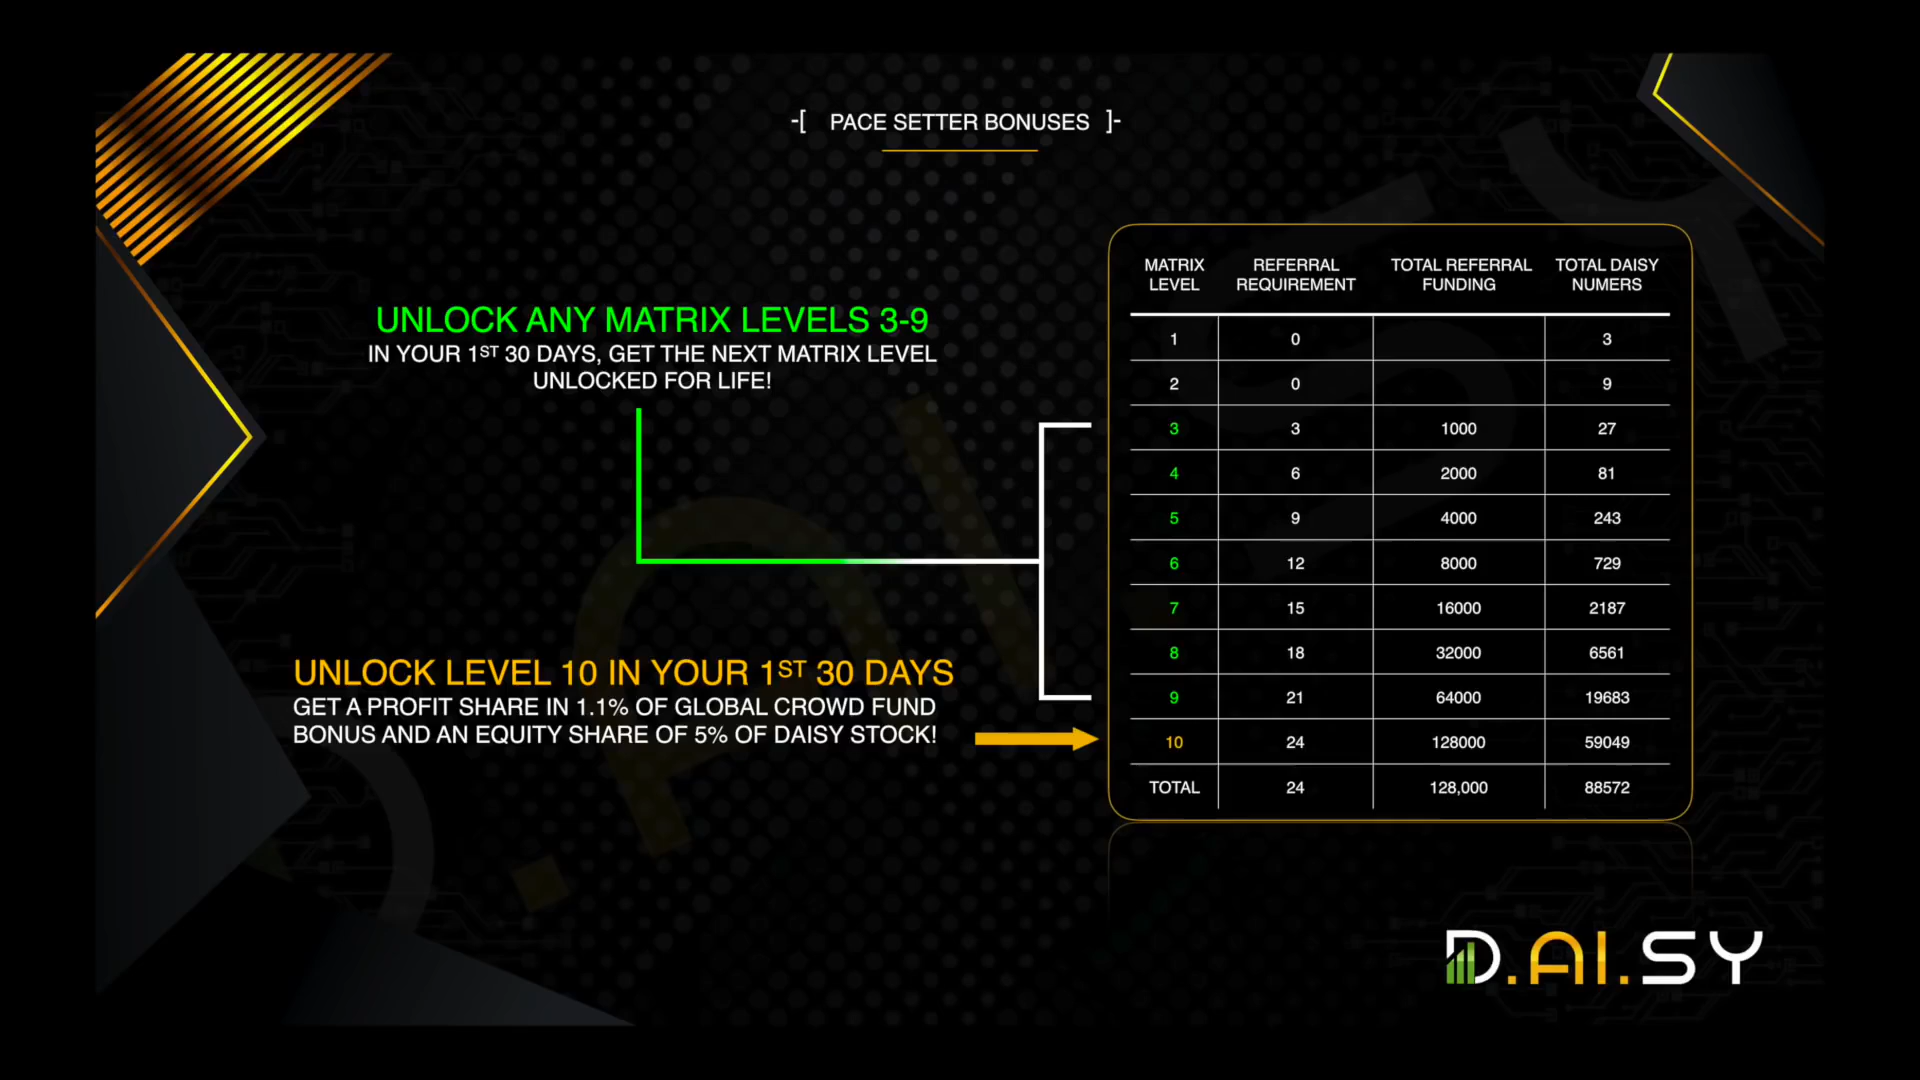 -[ PACE SETTER BONUSES ]-
UNLOCK ANY MATRIX LEVELS 3-9
IN YOUR 1ST 30 DAYS, GET THE NEXT MATRIX LEVEL
UNLOCKED FOR LIFE!
UNLOCK LEVEL 10 IN YOUR 1ST 30 DAYS
GET A PROFIT SHARE IN 1.1% OF GLOBAL CROWD FUND
BONUS AND AN EQUITY SHARE OF 5% OF DAISY STOCK!
MATRIX REFERRAL TOTAL REFERRAL TOTAL DAISY
LEVEL REQUIREMENT FUNDING NUMERS
1 0 3
2 0 9
3 3 1000 27
4 6 2000 81
5 9 4000 243
6 12 8000 729
7 15 16000 2187
8 18 32000 6561
9 21 64000 19683
10 24 128000 59049
TOTAL 24 128,000 88572
D.AI.SY